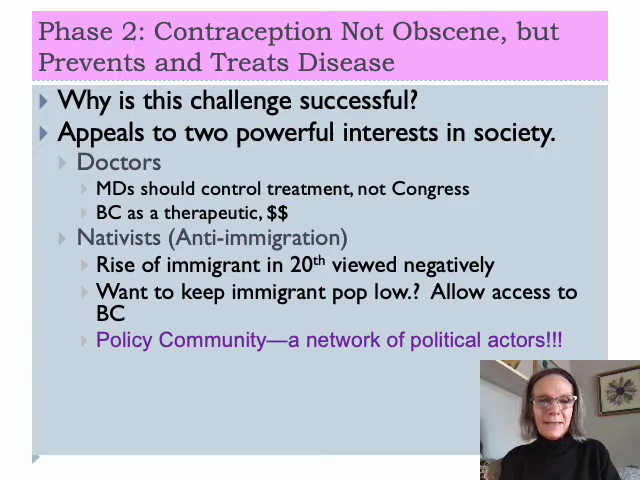 Phase 2: Contraception Not Obscene, but
Prevents and Treats Disease
Why is this challenge successful?
Appeals to two powerful interests in society.
Doctors
MDs should control treatment, not Congress
BC as a therapeutic, $$
Nativists (Anti-immigration)
Rise of immigrant in 20th viewed negatively
Want to keep immigrant pop low.? Allow access to
BC
Policy Community—a network of political actors!!!